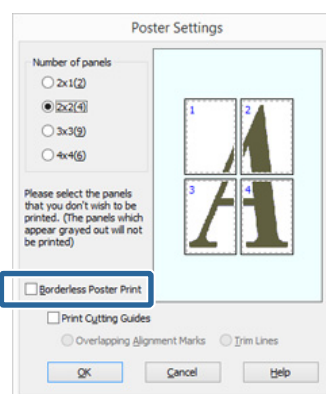 Poster Settings
Number of panels
2x1(2)
2x2(4)
3x3(9)
4x4(6)
1
2
3
4
Please select the panels
that you don't wish to be
printed. (The panels which
appear grayed out will not
be printed)
Borderless Poster Print
Print Cutting Guides
Overlapping Alignment Marks
Trim Lines
OK
Cancel
Help